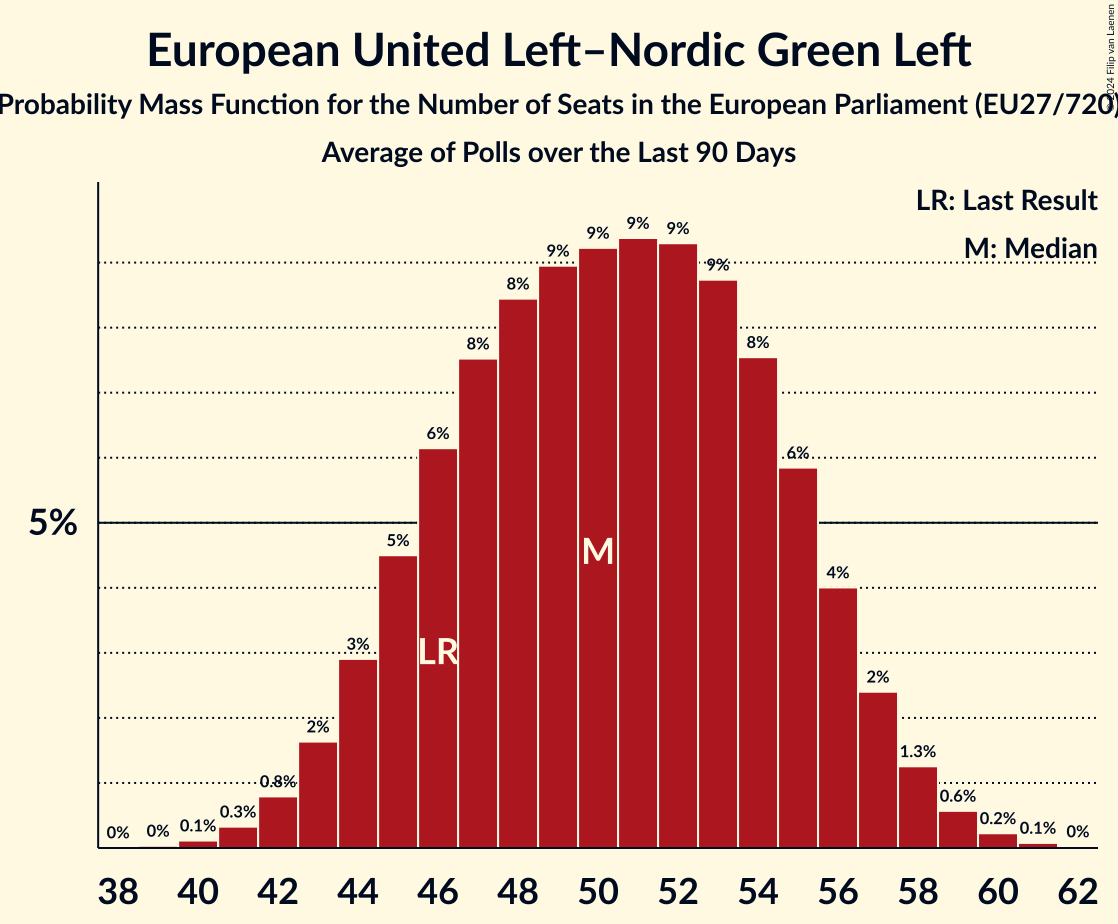 European United Left–Nordic Green Left
Probability Mass Function for the Number of Seats in the European Parliament (EU27/720)
Average of Polls over the Last 90 Days
© 2024 Filip van Laenen
LR: Last Result
M: Median
5%
0% 0% 0.1% 0.3% 0.8% 2% 3% 5% 6% 8% 8% 9% 9% 9% 9% 9% 8% 6% 4% 2% 1.3% 0.6% 0.2% 0.1% 0%
LR
M
38 40 42 44 46 48 50 52 54 56 58 60 62